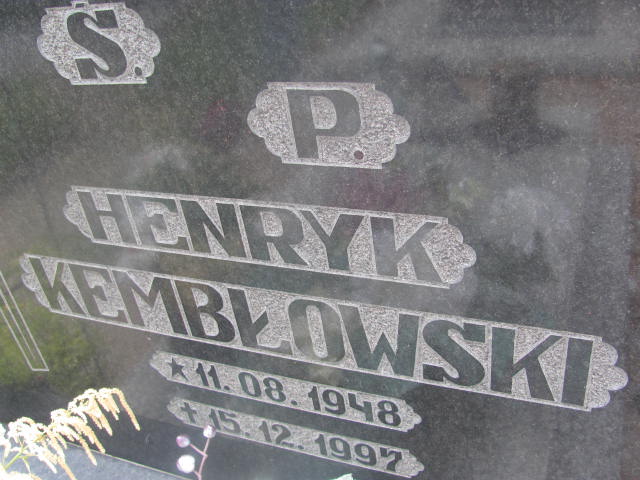 S. P.
HENRYK
KEMBŁOWSKI
★ 11. 08. 1948
✝ 15. 12. 1997